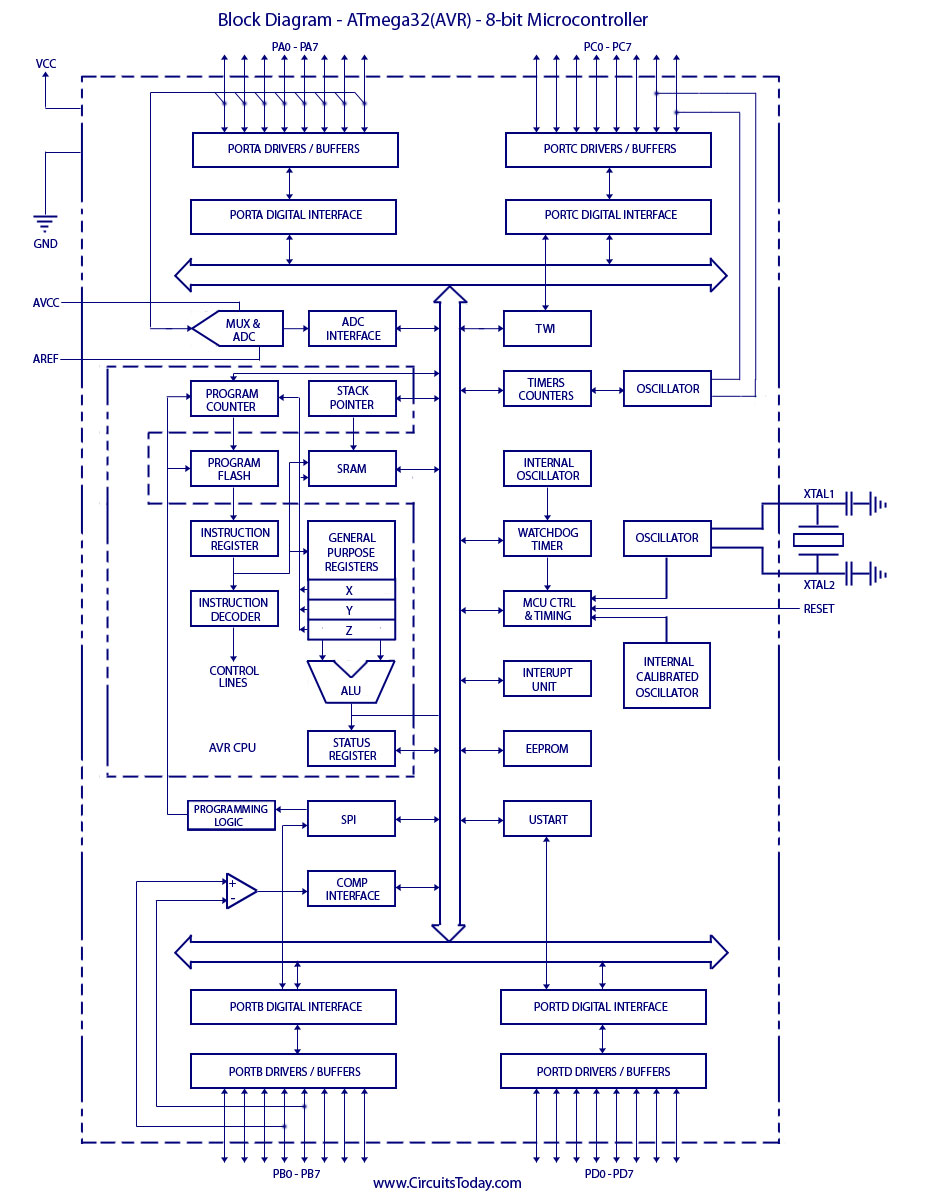 Block Diagram - ATmega32(AVR) - 8-bit Microcontroller
PA0 - PA7
PC0 - PC7
VCC
PORTA DRIVERS / BUFFERS
PORTC DRIVERS / BUFFERS
PORTA DIGITAL INTERFACE
PORTC DIGITAL INTERFACE
GND
AVCC
MUX &
ADC
ADC
INTERFACE
TWI
AREF
PROGRAM
COUNTER
STACK
POINTER
TIMERS
COUNTERS
OSCILLATOR
PROGRAM
FLASH
SRAM
INTERNAL
OSCILLATOR
XTAL1
INSTRUCTION
REGISTER
GENERAL
PURPOSE
REGISTERS
WATCHDOG
TIMER
OSCILLATOR
XTAL2
X
Y
Z
INSTRUCTION
DECODER
MCU CTRL
& TIMING
RESET
CONTROL
LINES
ALU
INTERUPT
UNIT
INTERNAL
CALIBRATED
OSCILLATOR
AVR CPU
STATUS
REGISTER
EEPROM
PROGRAMMING
LOGIC
SPI
USTART
+
-
COMP
INTERFACE
PORTB DIGITAL INTERFACE
PORTD DIGITAL INTERFACE
PORTB DRIVERS / BUFFERS
PORTD DRIVERS / BUFFERS
PB0 - PB7
PD0 - PD7
www.CircuitsToday.com